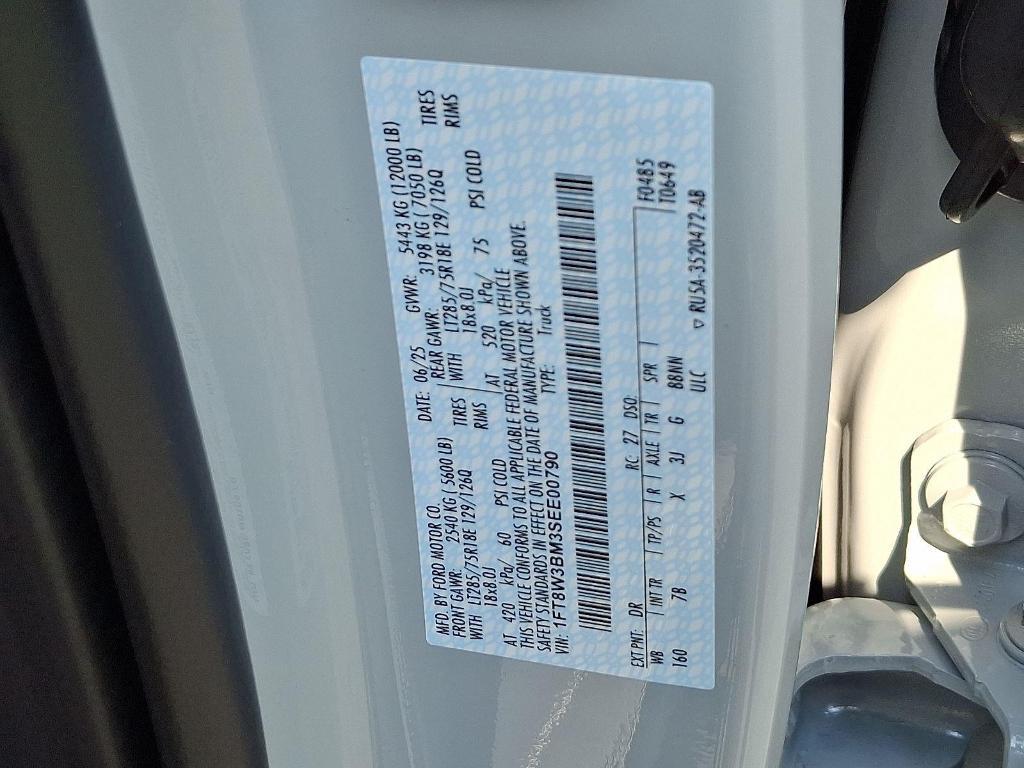 MFD. BY FORD MOTOR CO. DATE: 06/25 GVWR: 5443 KG (12000 LB)
FRONT GAWR: 2540 KG (5600 LB) REAR GAWR: 3198 KG (7050 LB)
WITH LT285/75R18E 129/126Q TIRES WITH LT285/75R18E 129/126Q TIRES
18x8.0J RIMS 18x8.0J RIMS
AT 420 kPa/ 60 PSI COLD AT 520 kPa/ 75 PSI COLD
THIS VEHICLE CONFORMS TO ALL APPLICABLE FEDERAL MOTOR VEHICLE
SAFETY STANDARDS IN EFFECT ON THE DATE OF MANUFACTURE SHOWN ABOVE.
VIN: 1FT8W3BM3SEE00790 TYPE: Truck
EXT PNT: DR RC: 27 DSO: F0485
WB INT TR TP/PS R AXLE TR SPR T0649
160 7B X 3J G BBNN
ULC RU5A-3520472-AB